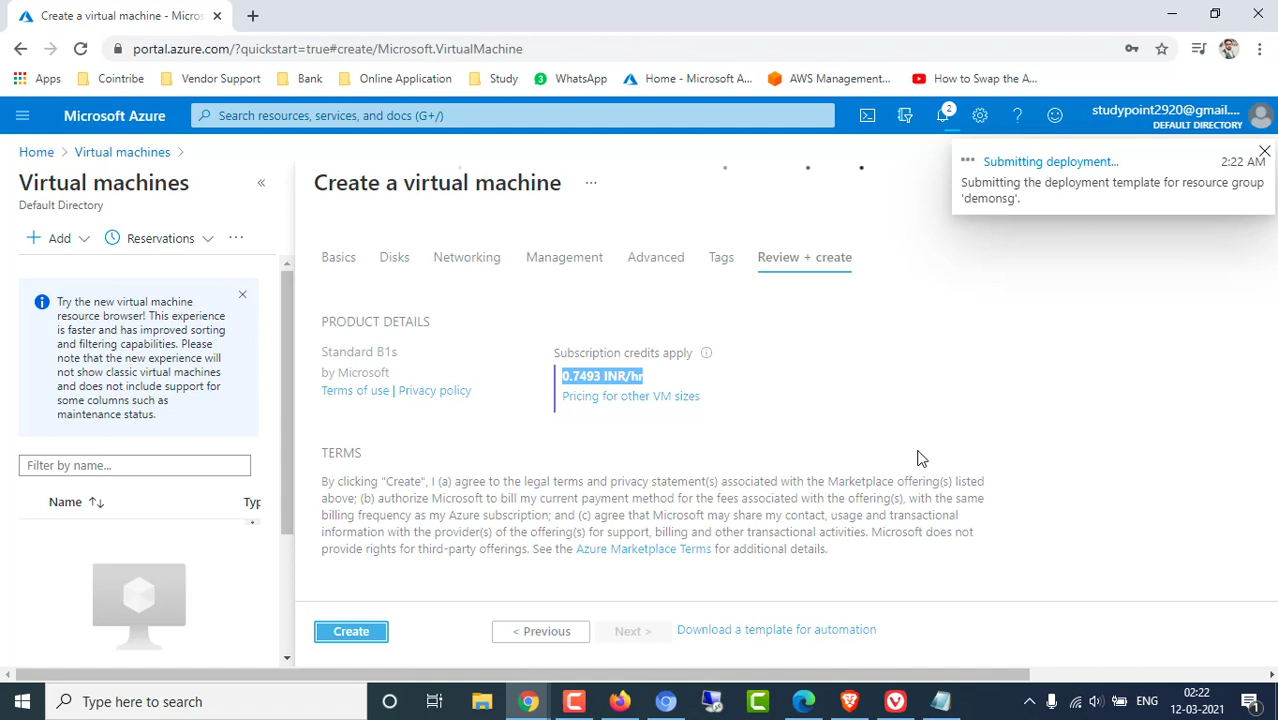 Create a virtual machine - Micros
portal.azure.com/?quickstart=true#create/Microsoft.VirtualMachine
Apps
Cointribe
Vendor Support
Bank
Online Application
Study
3
WhatsApp
Home - Microsoft A...
AWS Management...
How to Swap the A...
Microsoft Azure
Search resources, services, and docs (G+/)
2
studypoint2920@gmail....
DEFAULT DIRECTORY
Home
Virtual machines
Submitting deployment...
2:22 AM
Submitting the deployment template for resource group
'demonsg'.
Virtual machines
Default Directory
Create a virtual machine
Add
Reservations
Basics
Disks
Networking
Management
Advanced
Tags
Review + create
Try the new virtual machine
resource browser! This experience
is faster and has improved sorting
and filtering capabilities. Please
note that the new experience will
not show classic virtual machines
and does not include support for
some columns such as
maintenance status.
Filter by name...
Name
Typ
PRODUCT DETAILS
Standard B1s
by Microsoft
Terms of use | Privacy policy
Subscription credits apply
0.7493 INR/hr
Pricing for other VM sizes
TERMS
By clicking "Create", I (a) agree to the legal terms and privacy statement(s) associated with the Marketplace offering(s) listed
above; (b) authorize Microsoft to bill my current payment method for the fees associated with the offering(s), with the same
billing frequency as my Azure subscription; and (c) agree that Microsoft may share my contact, usage and transactional
information with the provider(s) of the offering(s) for support, billing and other transactional activities. Microsoft does not
provide rights for third-party offerings. See the Azure Marketplace Terms for additional details.
Create
< Previous
Next >
Download a template for automation
Type here to search
ENG
02:22
12-03-2021
1